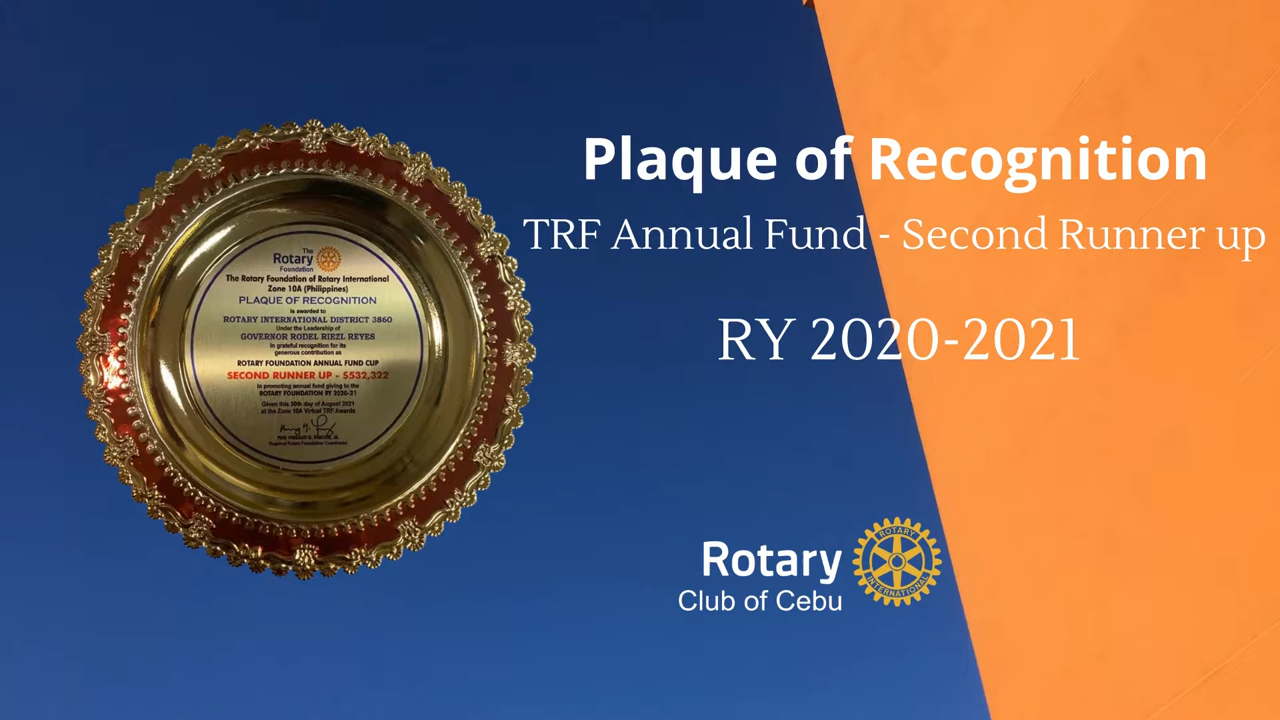 The
Rotary
Foundation
The Rotary Foundation of Rotary International
Zone 10A (Philippines)
PLAQUE OF RECOGNITION
is awarded to
ROTARY INTERNATIONAL DISTRICT 3860
Under the Leadership of
GOVERNOR RODEL RIEZL REYES
In grateful recognition for its
generous contribution as
ROTARY FOUNDATION ANNUAL FUND CUP
SECOND RUNNER UP - $532,322
in promoting annual fund giving to the
ROTARY FOUNDATION RY 2020-21
Given this 30th day of August 2021
at the Zone 10A Virtual TRF Awards
Regional Rotary Foundation Coordinator
Plaque of Recognition
TRF Annual Fund - Second Runner up
RY 2020-2021
Rotary
Club of Cebu
ROTARY
INTERNATIONAL